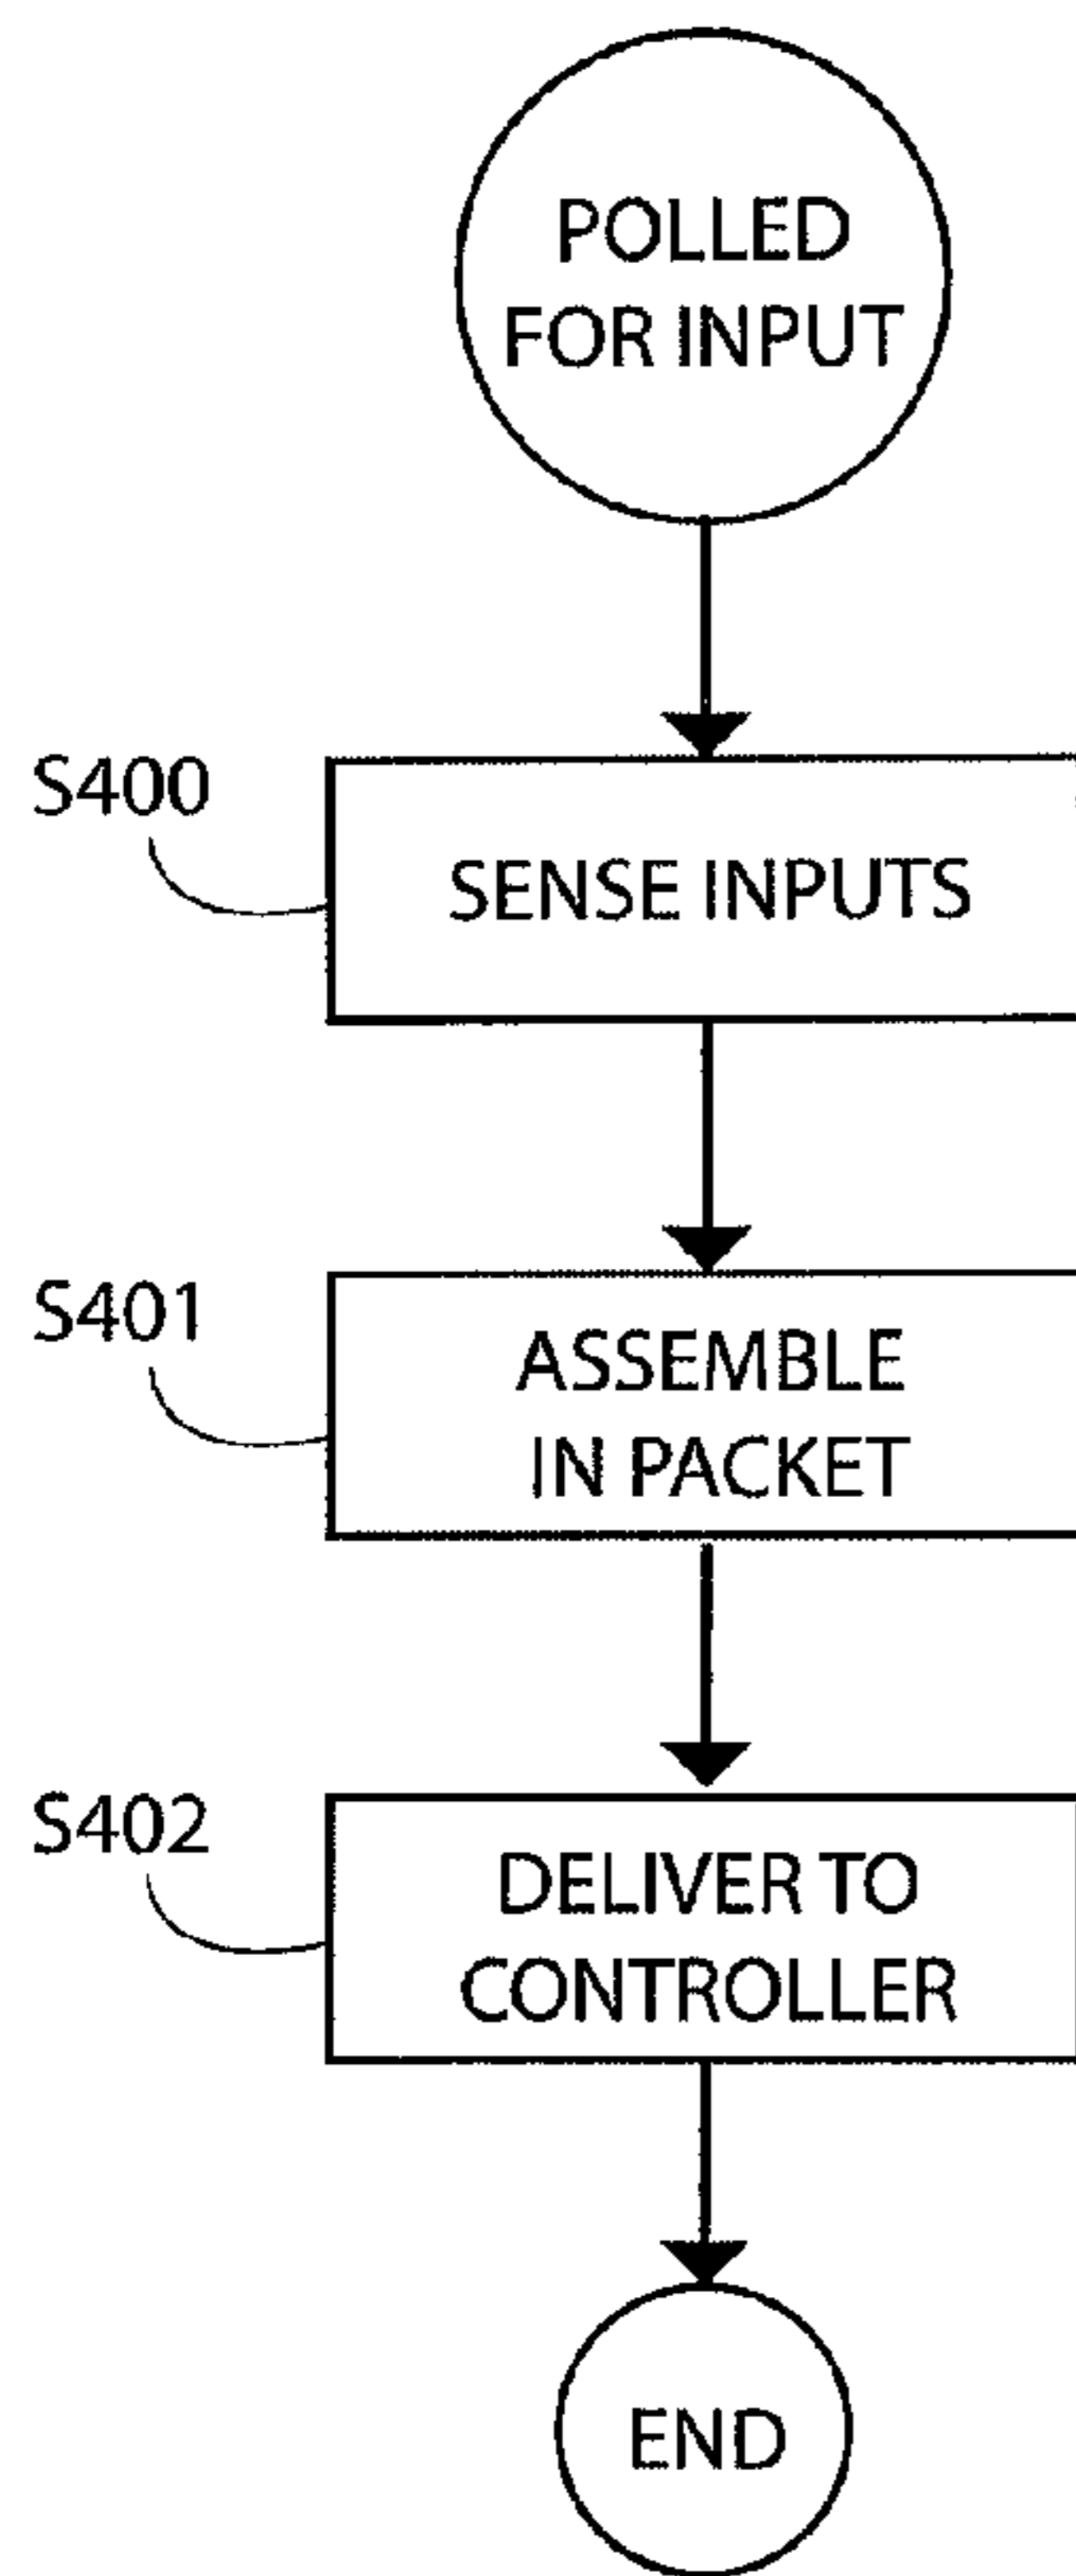 POLLED
FOR INPUT
S400
SENSE INPUTS
S401
ASSEMBLE
IN PACKET
S402
DELIVER TO
CONTROLLER
END